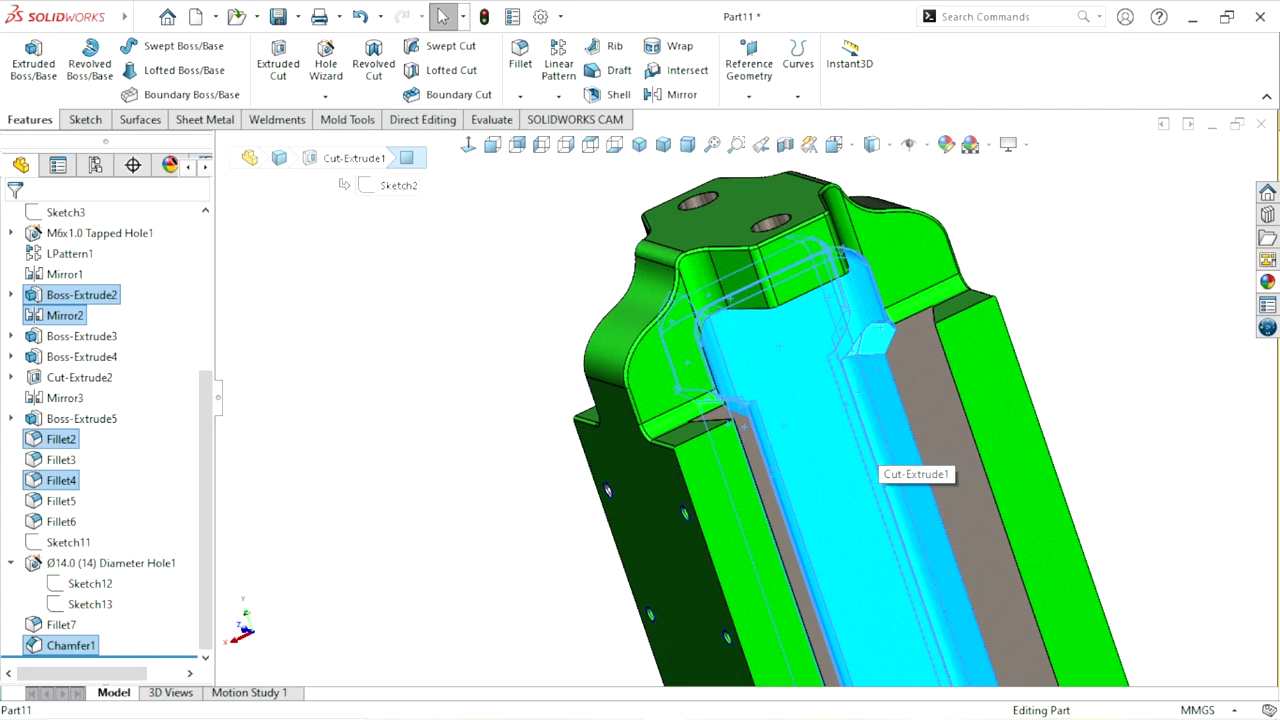 SOLIDWORKS
Part11 *
Search Commands
Extruded Boss/Base
Revolved Boss/Base
Swept Boss/Base
Lofted Boss/Base
Boundary Boss/Base
Extruded Cut
Hole Wizard
Revolved Cut
Swept Cut
Lofted Cut
Boundary Cut
Fillet
Linear Pattern
Rib
Draft
Shell
Wrap
Intersect
Mirror
Reference Geometry
Curves
Instant3D
Features
Sketch
Surfaces
Sheet Metal
Weldments
Mold Tools
Direct Editing
Evaluate
SOLIDWORKS CAM
Cut-Extrude1
Sketch2
Sketch3
M6x1.0 Tapped Hole1
LPattern1
Mirror1
Boss-Extrude2
Mirror2
Boss-Extrude3
Boss-Extrude4
Cut-Extrude2
Mirror3
Boss-Extrude5
Fillet2
Fillet3
Fillet4
Fillet5
Fillet6
Sketch11
Ø14.0 (14) Diameter Hole1
Sketch12
Sketch13
Fillet7
Chamfer1
Cut-Extrude1
Y
Z
X
Model
3D Views
Motion Study 1
Part11
Editing Part
MMGS